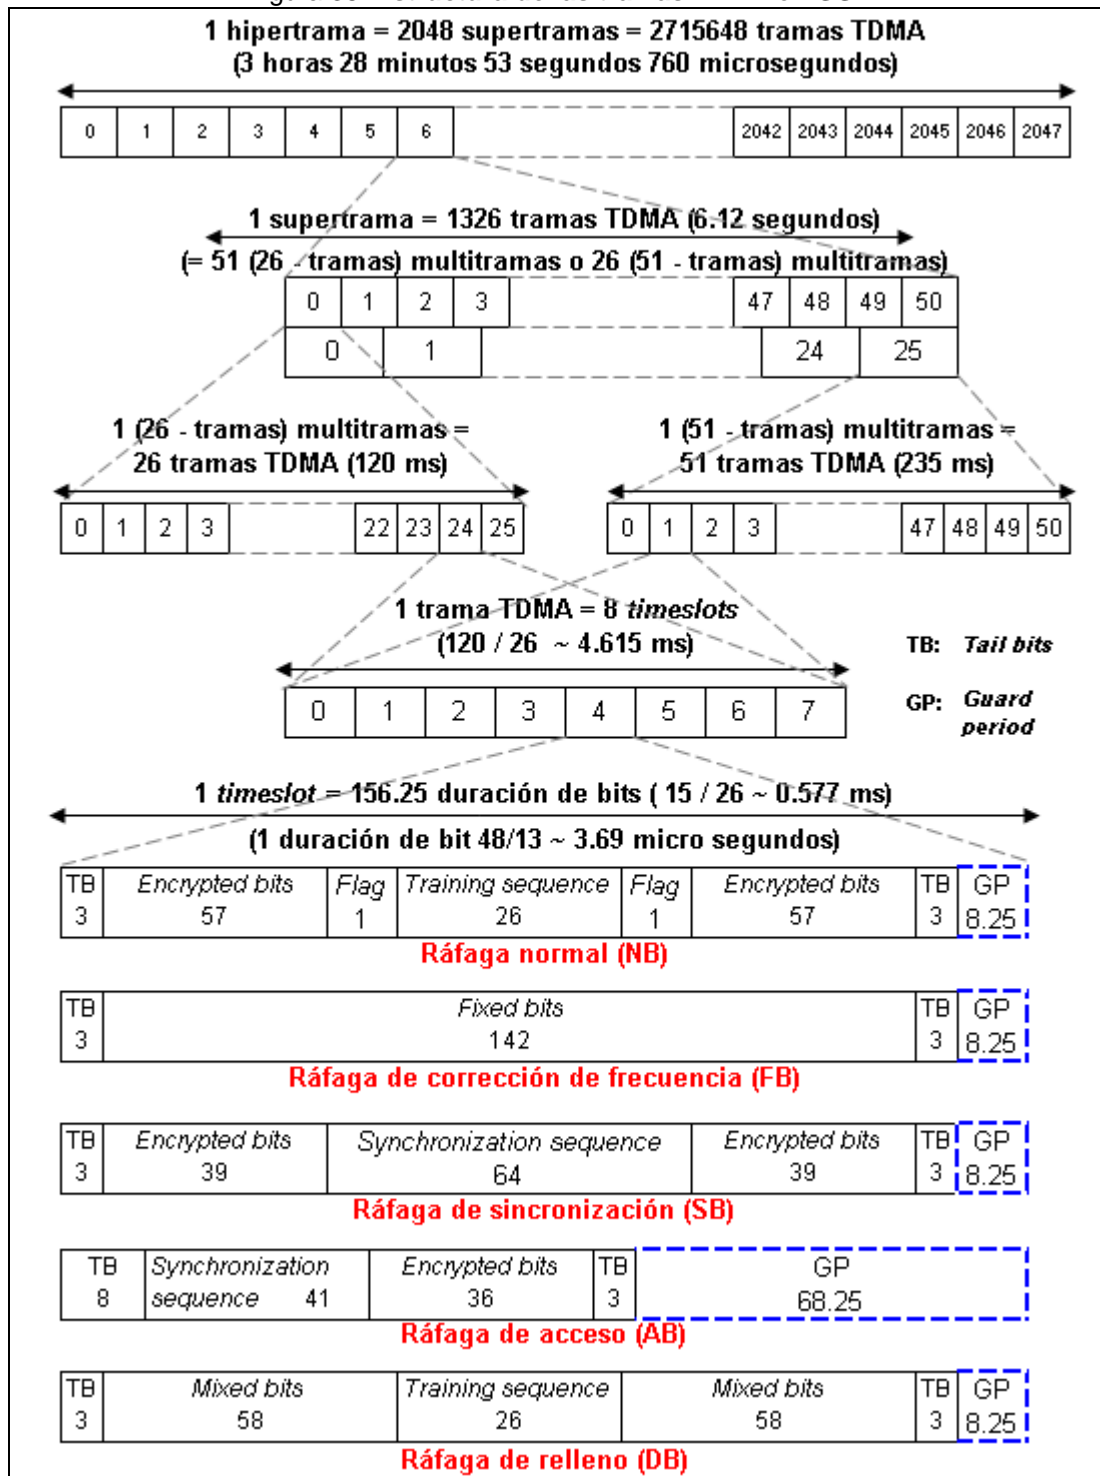 1 hipertrama = 2048 supertramas = 2715648 tramas TDMA
(3 horas 28 minutos 53 segundos 760 microsegundos)
0 1 2 3 4 5 6 2042 2043 2044 2045 2046 2047
1 supertrama = 1326 tramas TDMA (6.12 segundos)
(= 51 (26 - tramas) multitramas o 26 (51 - tramas) multitramas)
0 1 2 3 47 48 49 50
0 1 24 25
1 (26 - tramas) multitramas =
26 tramas TDMA (120 ms)
1 (51 - tramas) multitramas =
51 tramas TDMA (235 ms)
0 1 2 3 22 23 24 25
0 1 2 3 47 48 49 50
1 trama TDMA = 8 timeslots
(120 / 26 ~ 4.615 ms)
TB: Tail bits
GP: Guard
period
0 1 2 3 4 5 6 7
1 timeslot = 156.25 duración de bits ( 15 / 26 ~ 0.577 ms)
(1 duración de bit 48/13 ~ 3.69 micro segundos)
TB Encrypted bits Flag Training sequence Flag Encrypted bits TB GP
3 57 1 26 1 57 3 8.25
Ráfaga normal (NB)
TB Fixed bits TB GP
3 142 3 8.25
Ráfaga de corrección de frecuencia (FB)
TB Encrypted bits Synchronization sequence Encrypted bits TB GP
3 39 64 39 3 8.25
Ráfaga de sincronización (SB)
TB Synchronization Encrypted bits TB GP
8 sequence 41 36 3 68.25
Ráfaga de acceso (AB)
TB Mixed bits Training sequence Mixed bits TB GP
3 58 26 58 3 8.25
Ráfaga de relleno (DB)